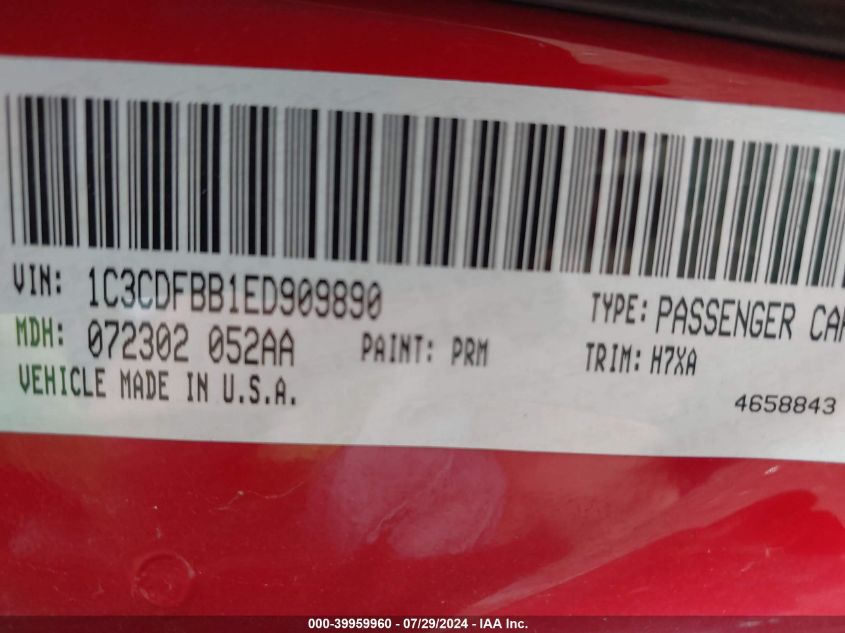 VIN: 1C3CDFBB1ED909890
TYPE: PASSENGER CAR
MDH: 072302 052AA
PAINT: PRM
TRIM: H7XA
VEHICLE MADE IN U.S.A.
4658843
000-39959960 - 07/29/2024 - IAA Inc.